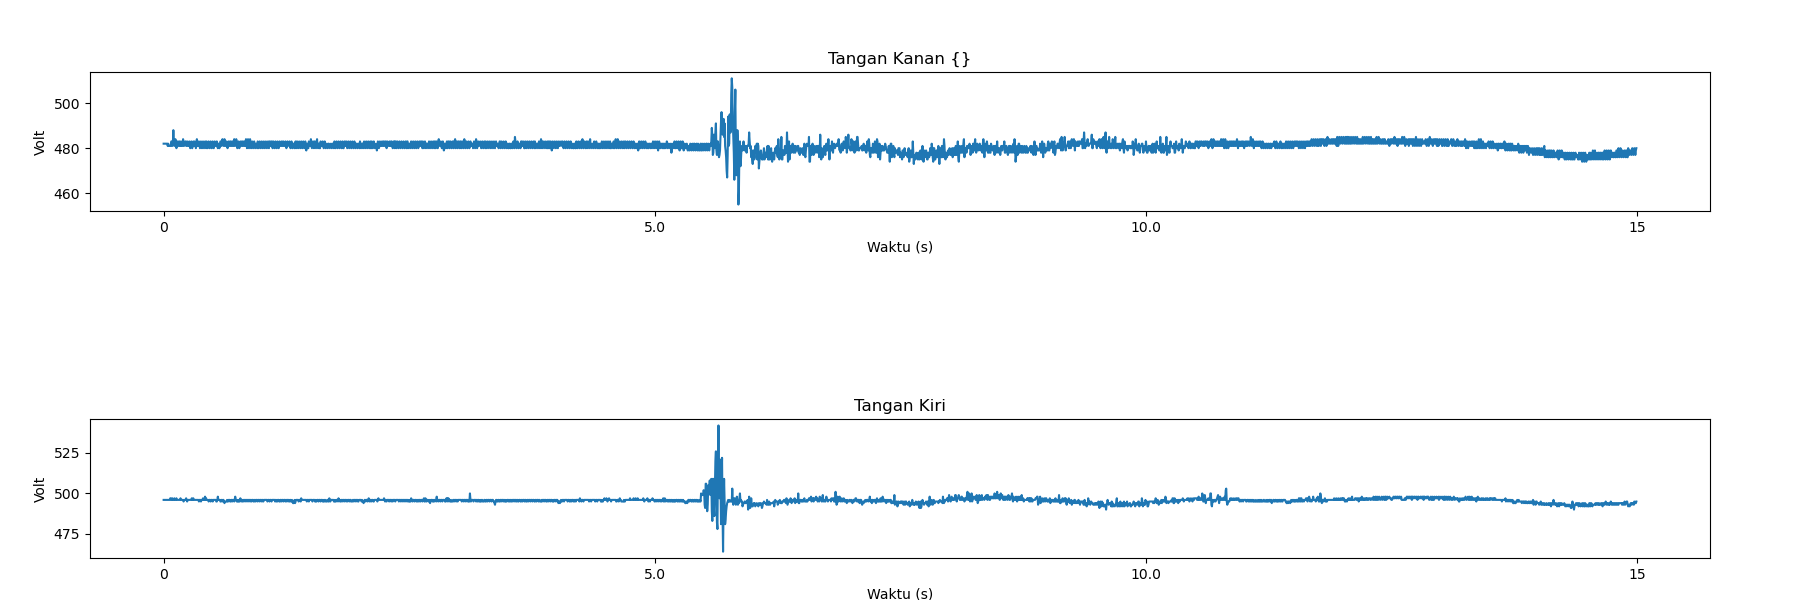 Tangan Kanan {}
500
480
460
Volt
0 5.0 10.0 15
Waktu (s)
Tangan Kiri
525
500
475
Volt
0 5.0 10.0 15
Waktu (s)